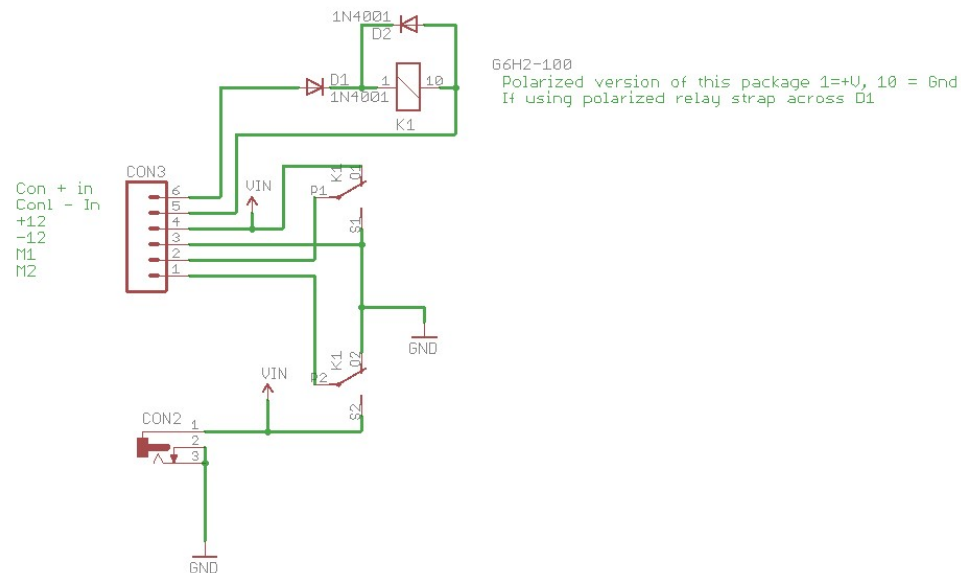 1N4001
D2
G6H2-100
Polarized version of this package 1=+V, 10 = Gnd
If using polarized relay strap across D1
D1
1N4001
1
10
K1
CON3
Con + in
Con1 - In
+12
-12
M1
M2
6
5
4
3
2
1
VIN
K1
O1
P1
S1
GND
K1
O2
P2
S2
VIN
CON2
1
2
3
GND